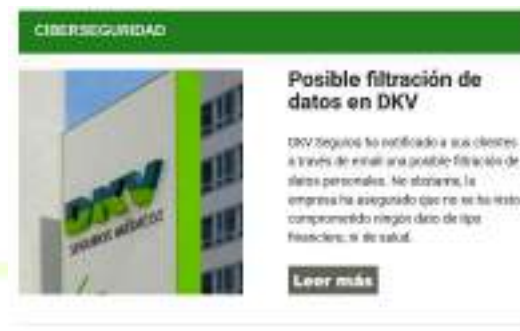 CIBERSEGURIDAD
Posible filtración de
datos en DKV
DKV Seguros ha notificado a sus clientes
a través de email una posible filtración de
datos personales. No obstante, la
empresa ha asegurado que no se ha visto
comprometido ningún dato de tipo
financiero, ni de salud.
DKV
SEGUROS MÉDICOS
Leer más